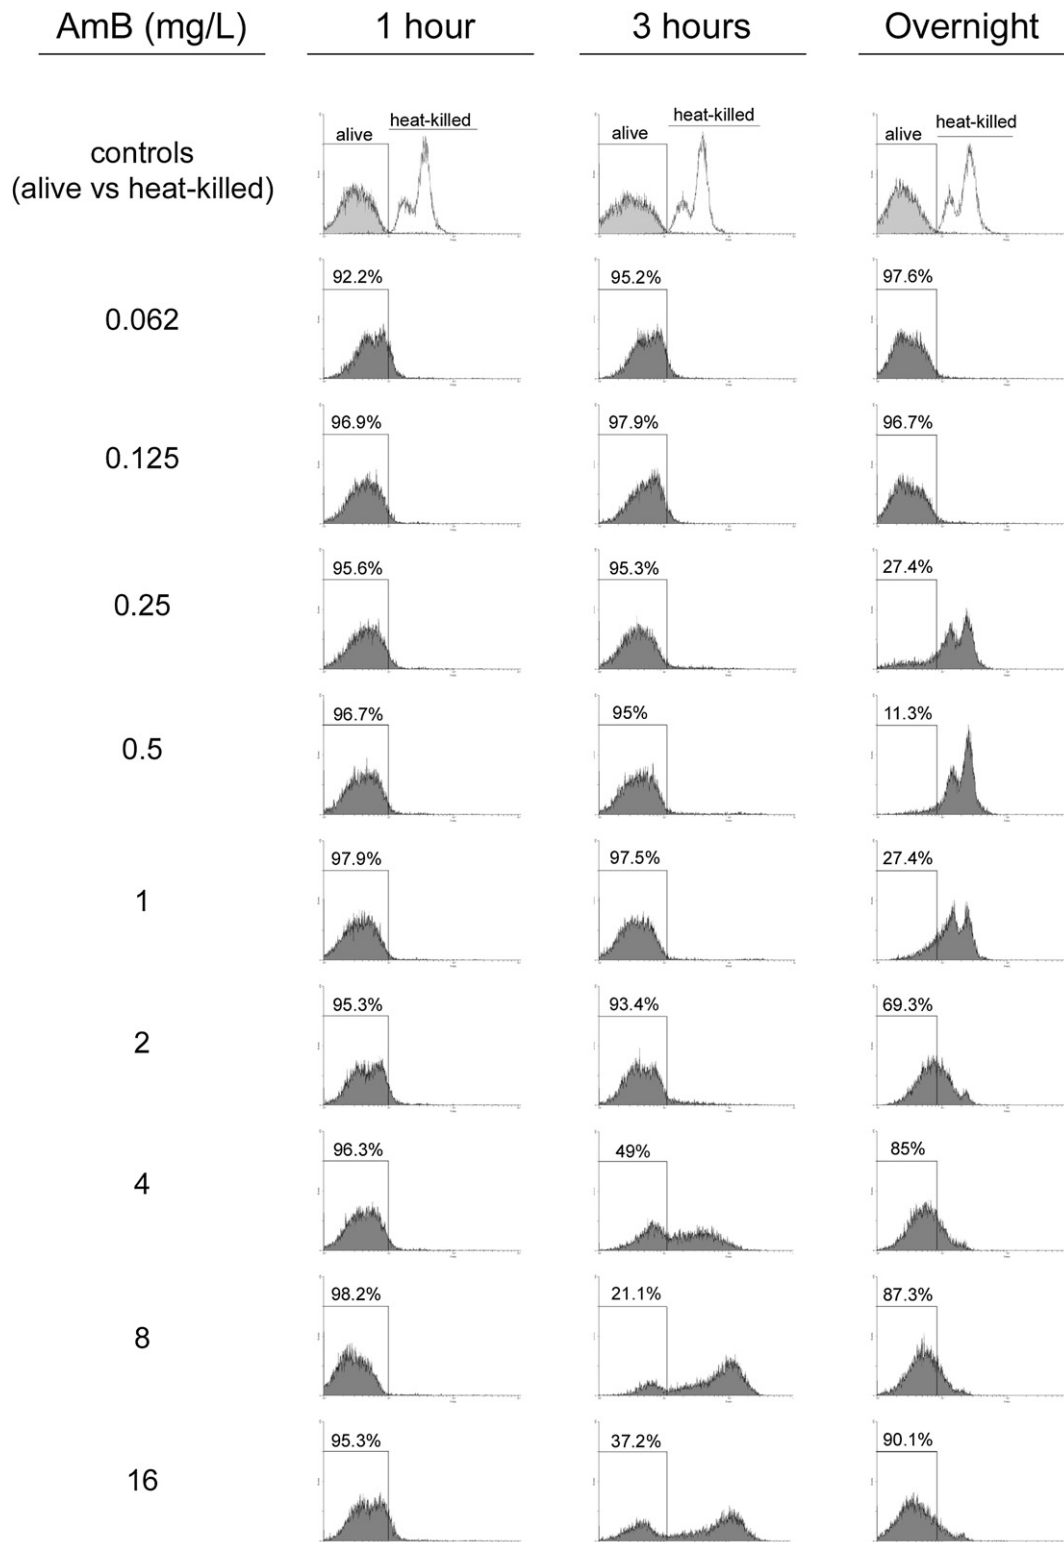 AmB (mg/L) 1 hour 3 hours Overnight
controls
(alive vs heat-killed)
alive heat-killed alive heat-killed alive heat-killed
0.062 92.2% 95.2% 97.6%
0.125 96.9% 97.9% 96.7%
0.25 95.6% 95.3% 27.4%
0.5 96.7% 95% 11.3%
1 97.9% 97.5% 27.4%
2 95.3% 93.4% 69.3%
4 96.3% 49% 85%
8 98.2% 21.1% 87.3%
16 95.3% 37.2% 90.1%